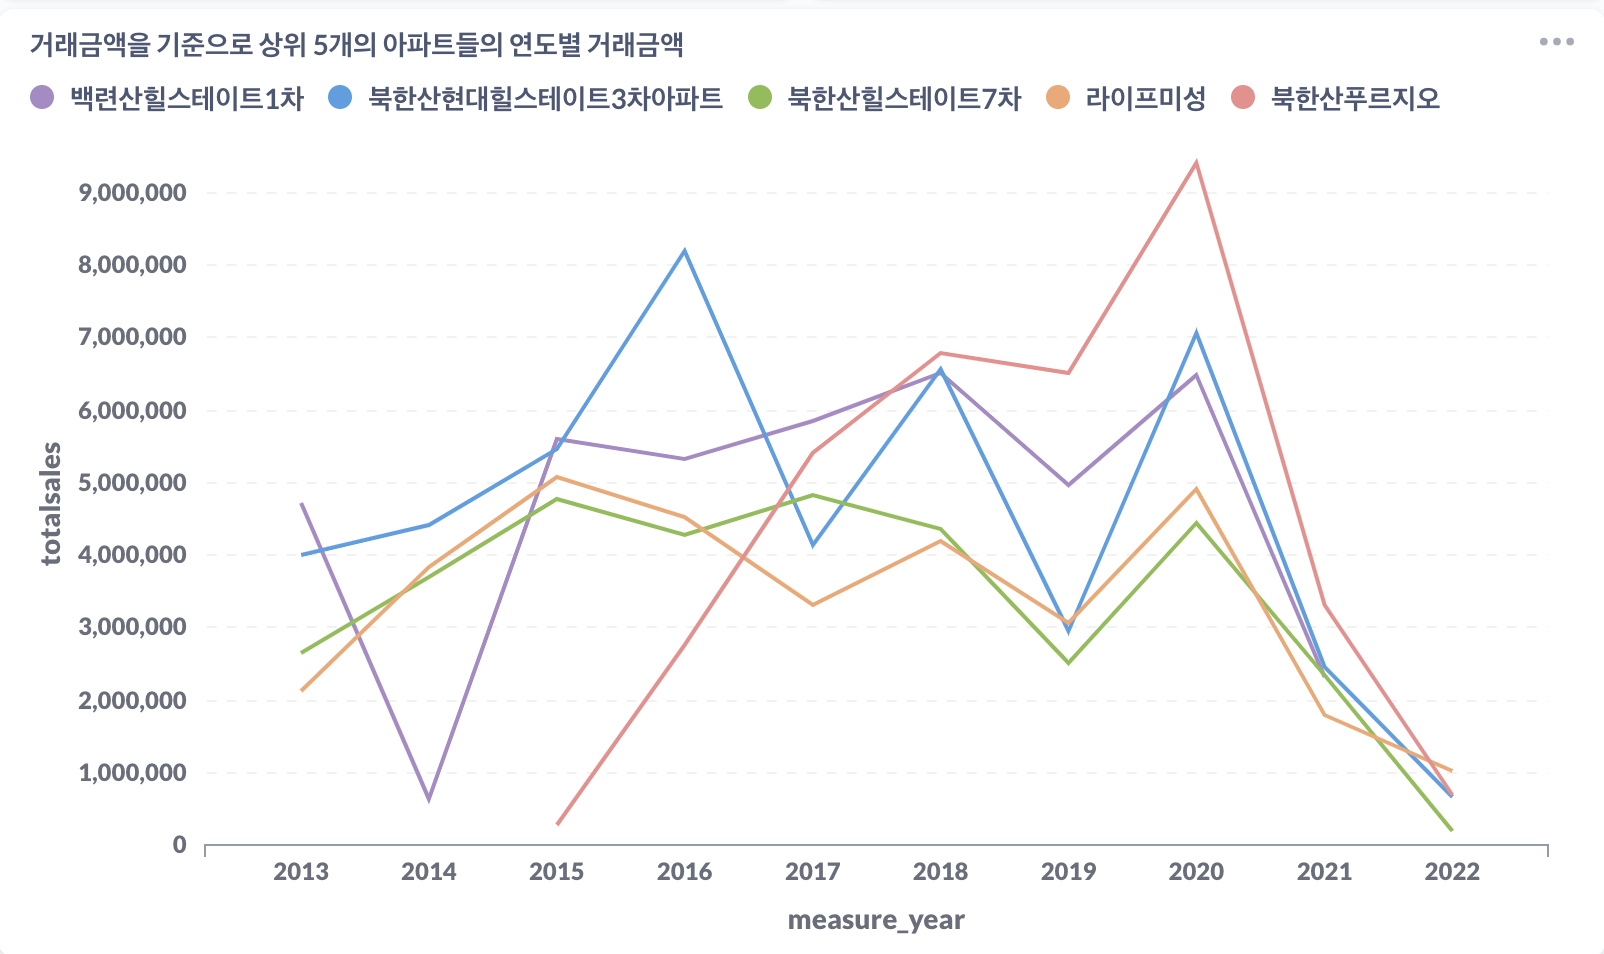 거래금액을 기준으로 상위 5개의 아파트들의 연도별 거래금액
백련산힐스테이트1차 북한산현대힐스테이트3차아파트 북한산힐스테이트7차 라이프미성 북한산푸르지오
9,000,000
8,000,000
7,000,000
6,000,000
5,000,000
4,000,000
3,000,000
2,000,000
1,000,000
0
totalsales
2013 2014 2015 2016 2017 2018 2019 2020 2021 2022
measure_year